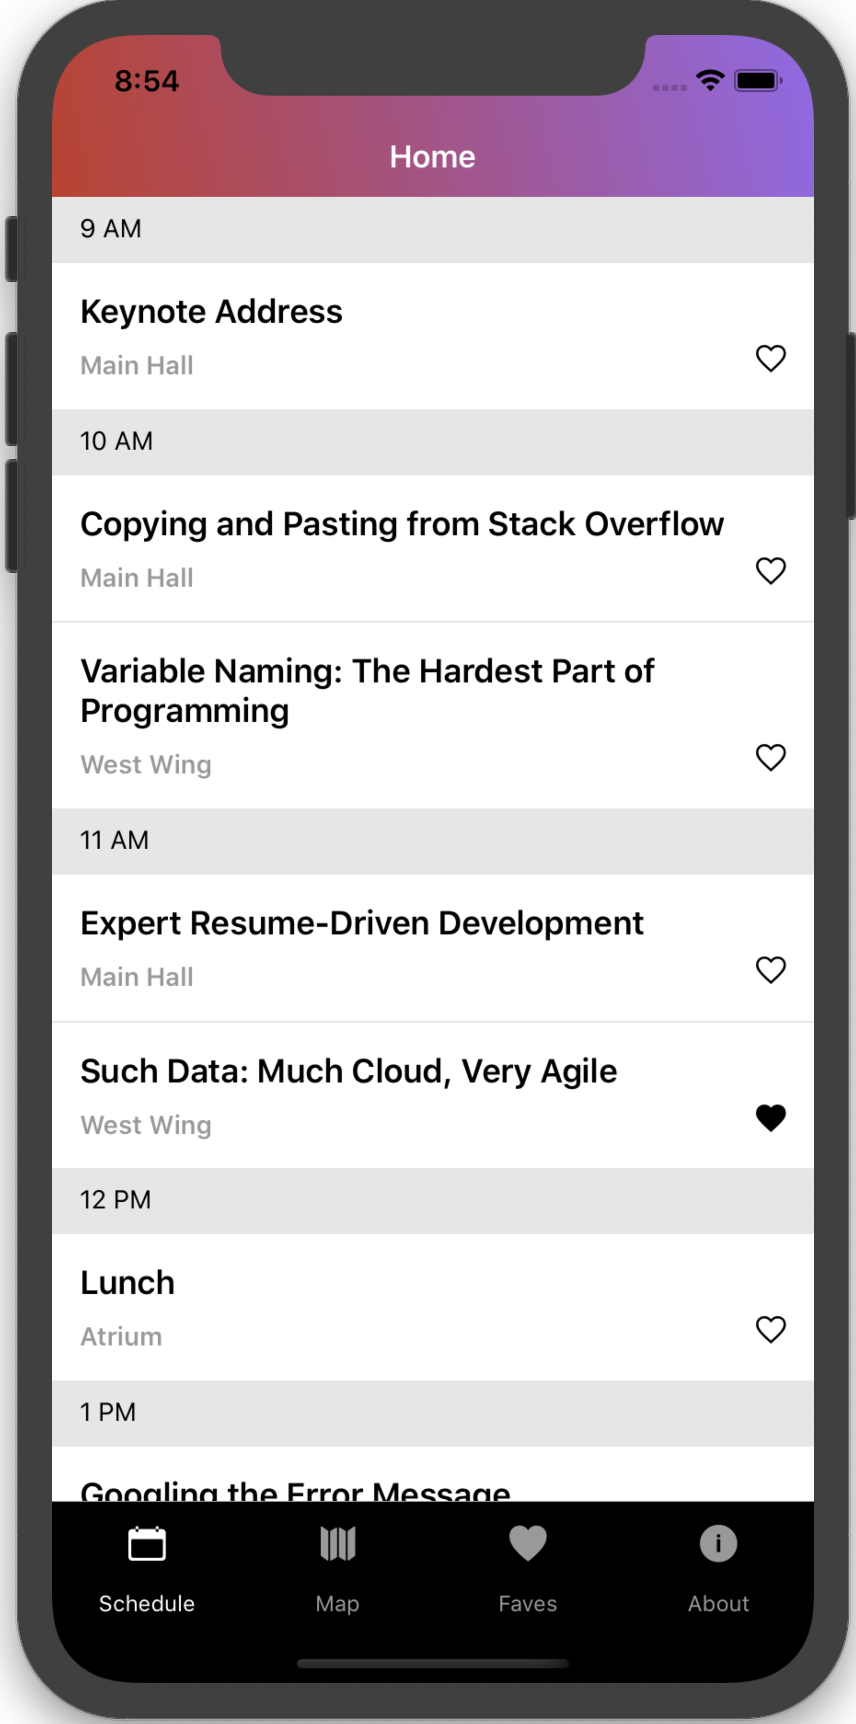 8:54
Home
9 AM
Keynote Address
Main Hall
10 AM
Copying and Pasting from Stack Overflow
Main Hall
Variable Naming: The Hardest Part of
Programming
West Wing
11 AM
Expert Resume-Driven Development
Main Hall
Such Data: Much Cloud, Very Agile
West Wing
12 PM
Lunch
Atrium
1 PM
Googling the Error Message
Schedule
Map
Faves
About